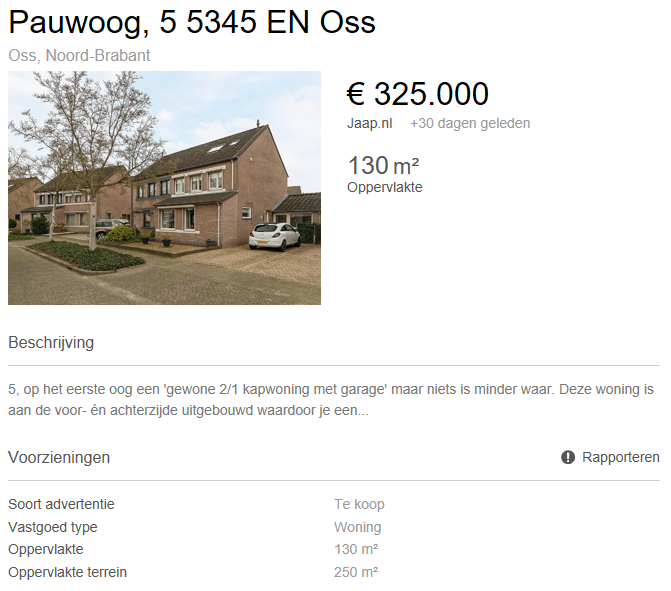 Pauwoog, 5 5345 EN Oss
Oss, Noord-Brabant
€ 325.000
Jaap.nl +30 dagen geleden
130 m²
Oppervlakte
Beschrijving
5, op het eerste oog een 'gewone 2/1 kapwoning met garage' maar niets is minder waar. Deze woning is
aan de voor- én achterzijde uitgebouwd waardoor je een...
Voorzieningen
Rapporteren
Soort advertentie Te koop
Vastgoed type Woning
Oppervlakte 130 m²
Oppervlakte terrein 250 m²